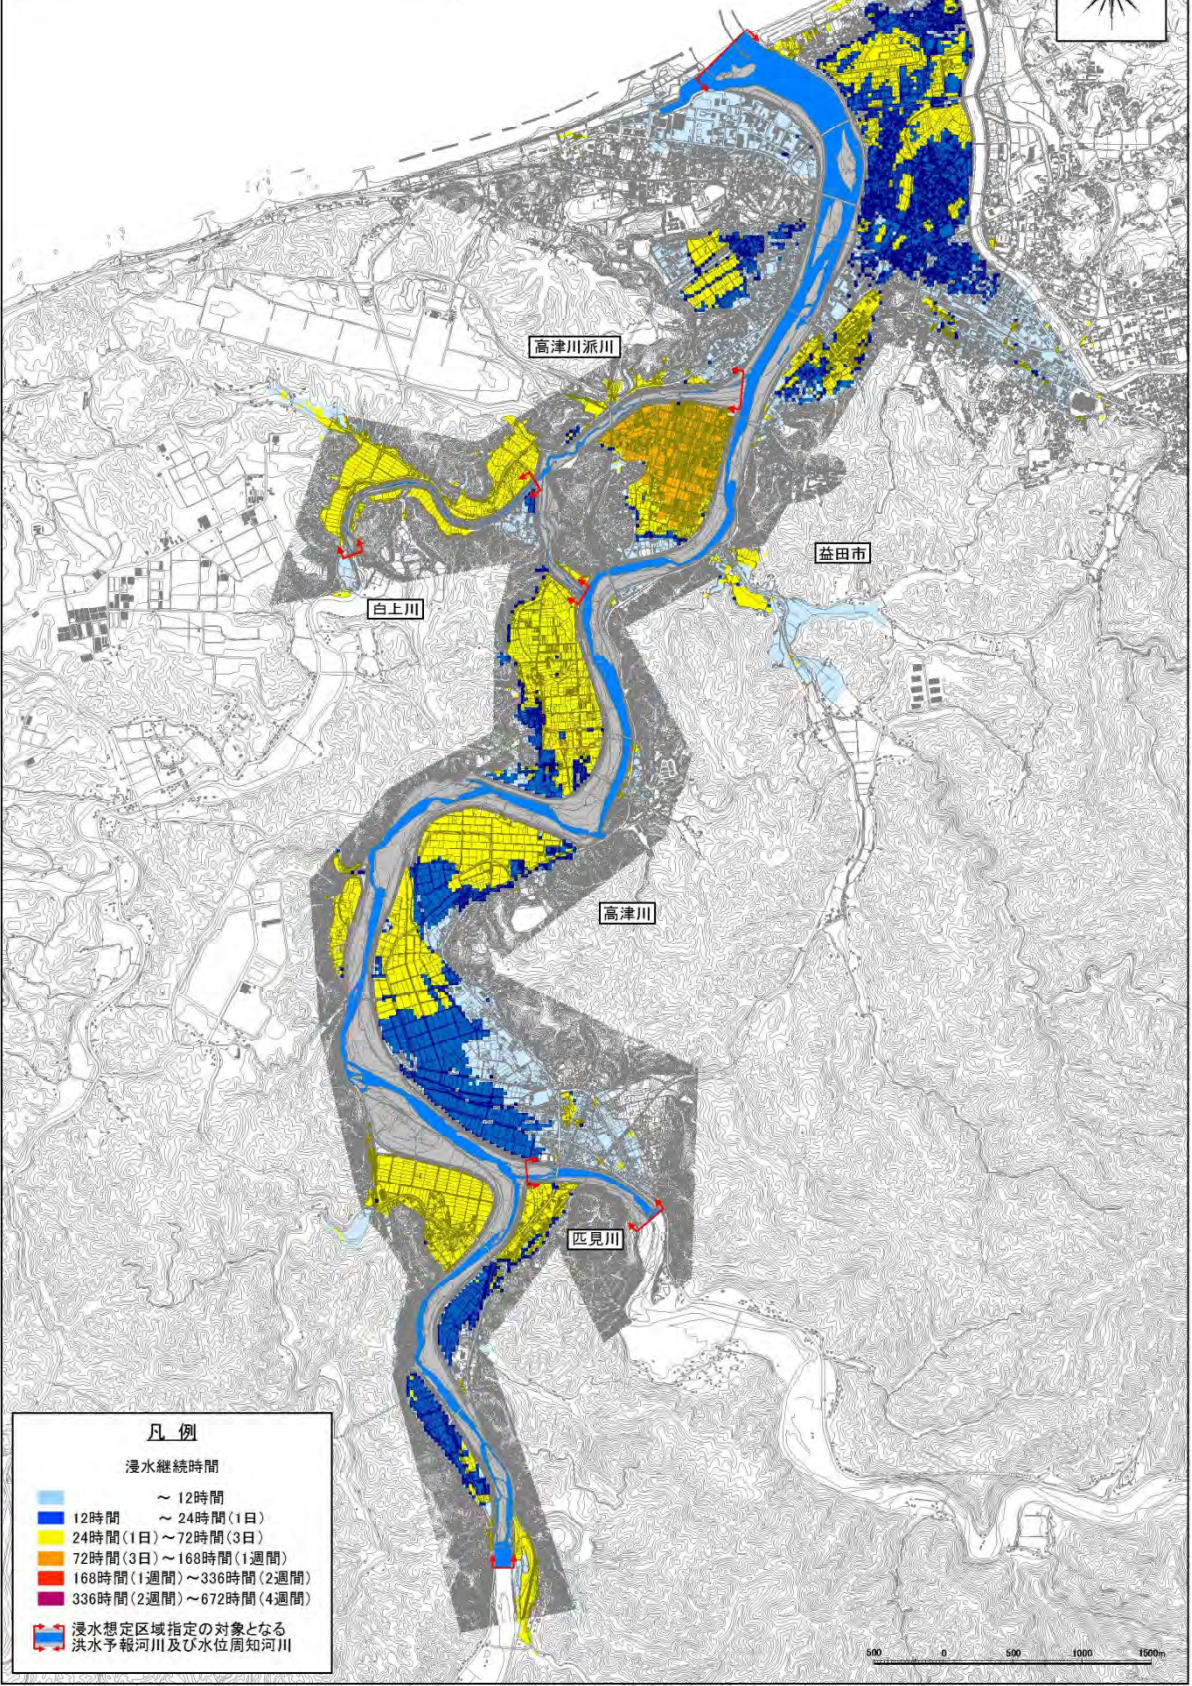 高津川派川
益田市
白上川
高津川
匹見川
凡 例
浸水継続時間
～ 12時間
12時間 ～ 24時間(1日)
24時間(1日)～72時間(3日)
72時間(3日)～168時間(1週間)
168時間(1週間)～336時間(2週間)
336時間(2週間)～672時間(4週間)
浸水想定区域指定の対象となる
洪水予報河川及び水位周知河川
500 0 500 1000 1500m